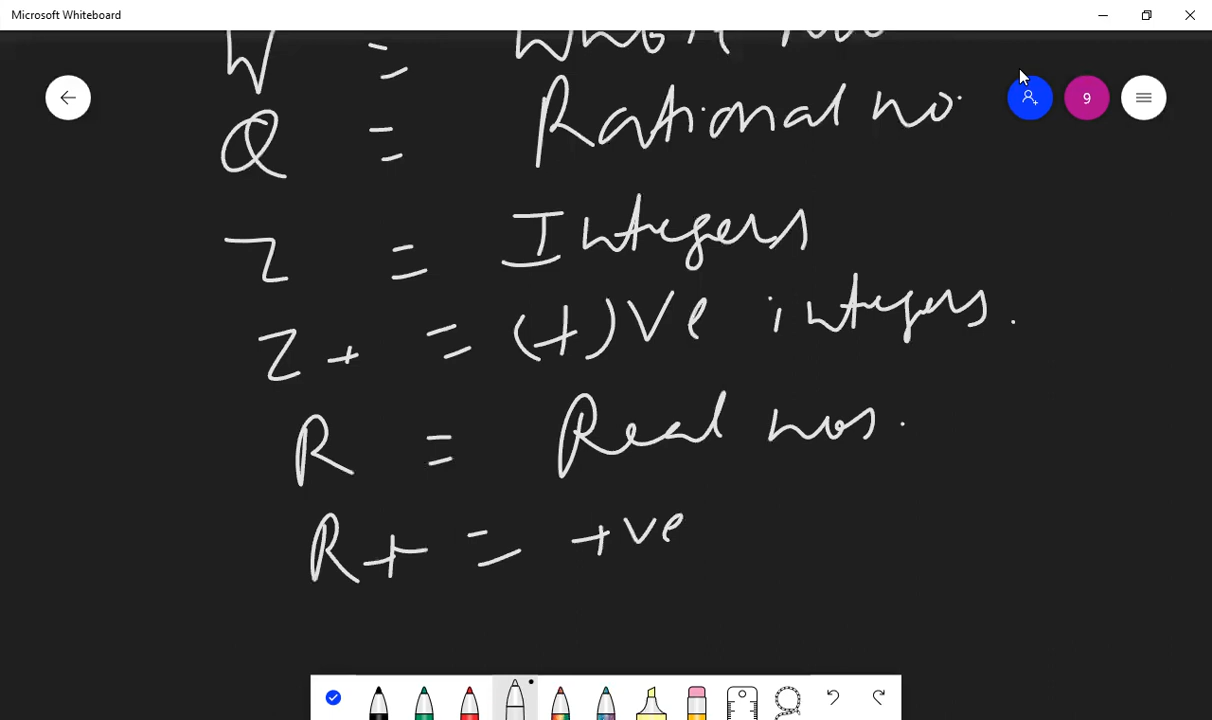 Microsoft Whiteboard
W =
Q = Rational no.
9
Z = Integers
Z+ = (+)ve integers.
R = Real nos.
R+ = +ve